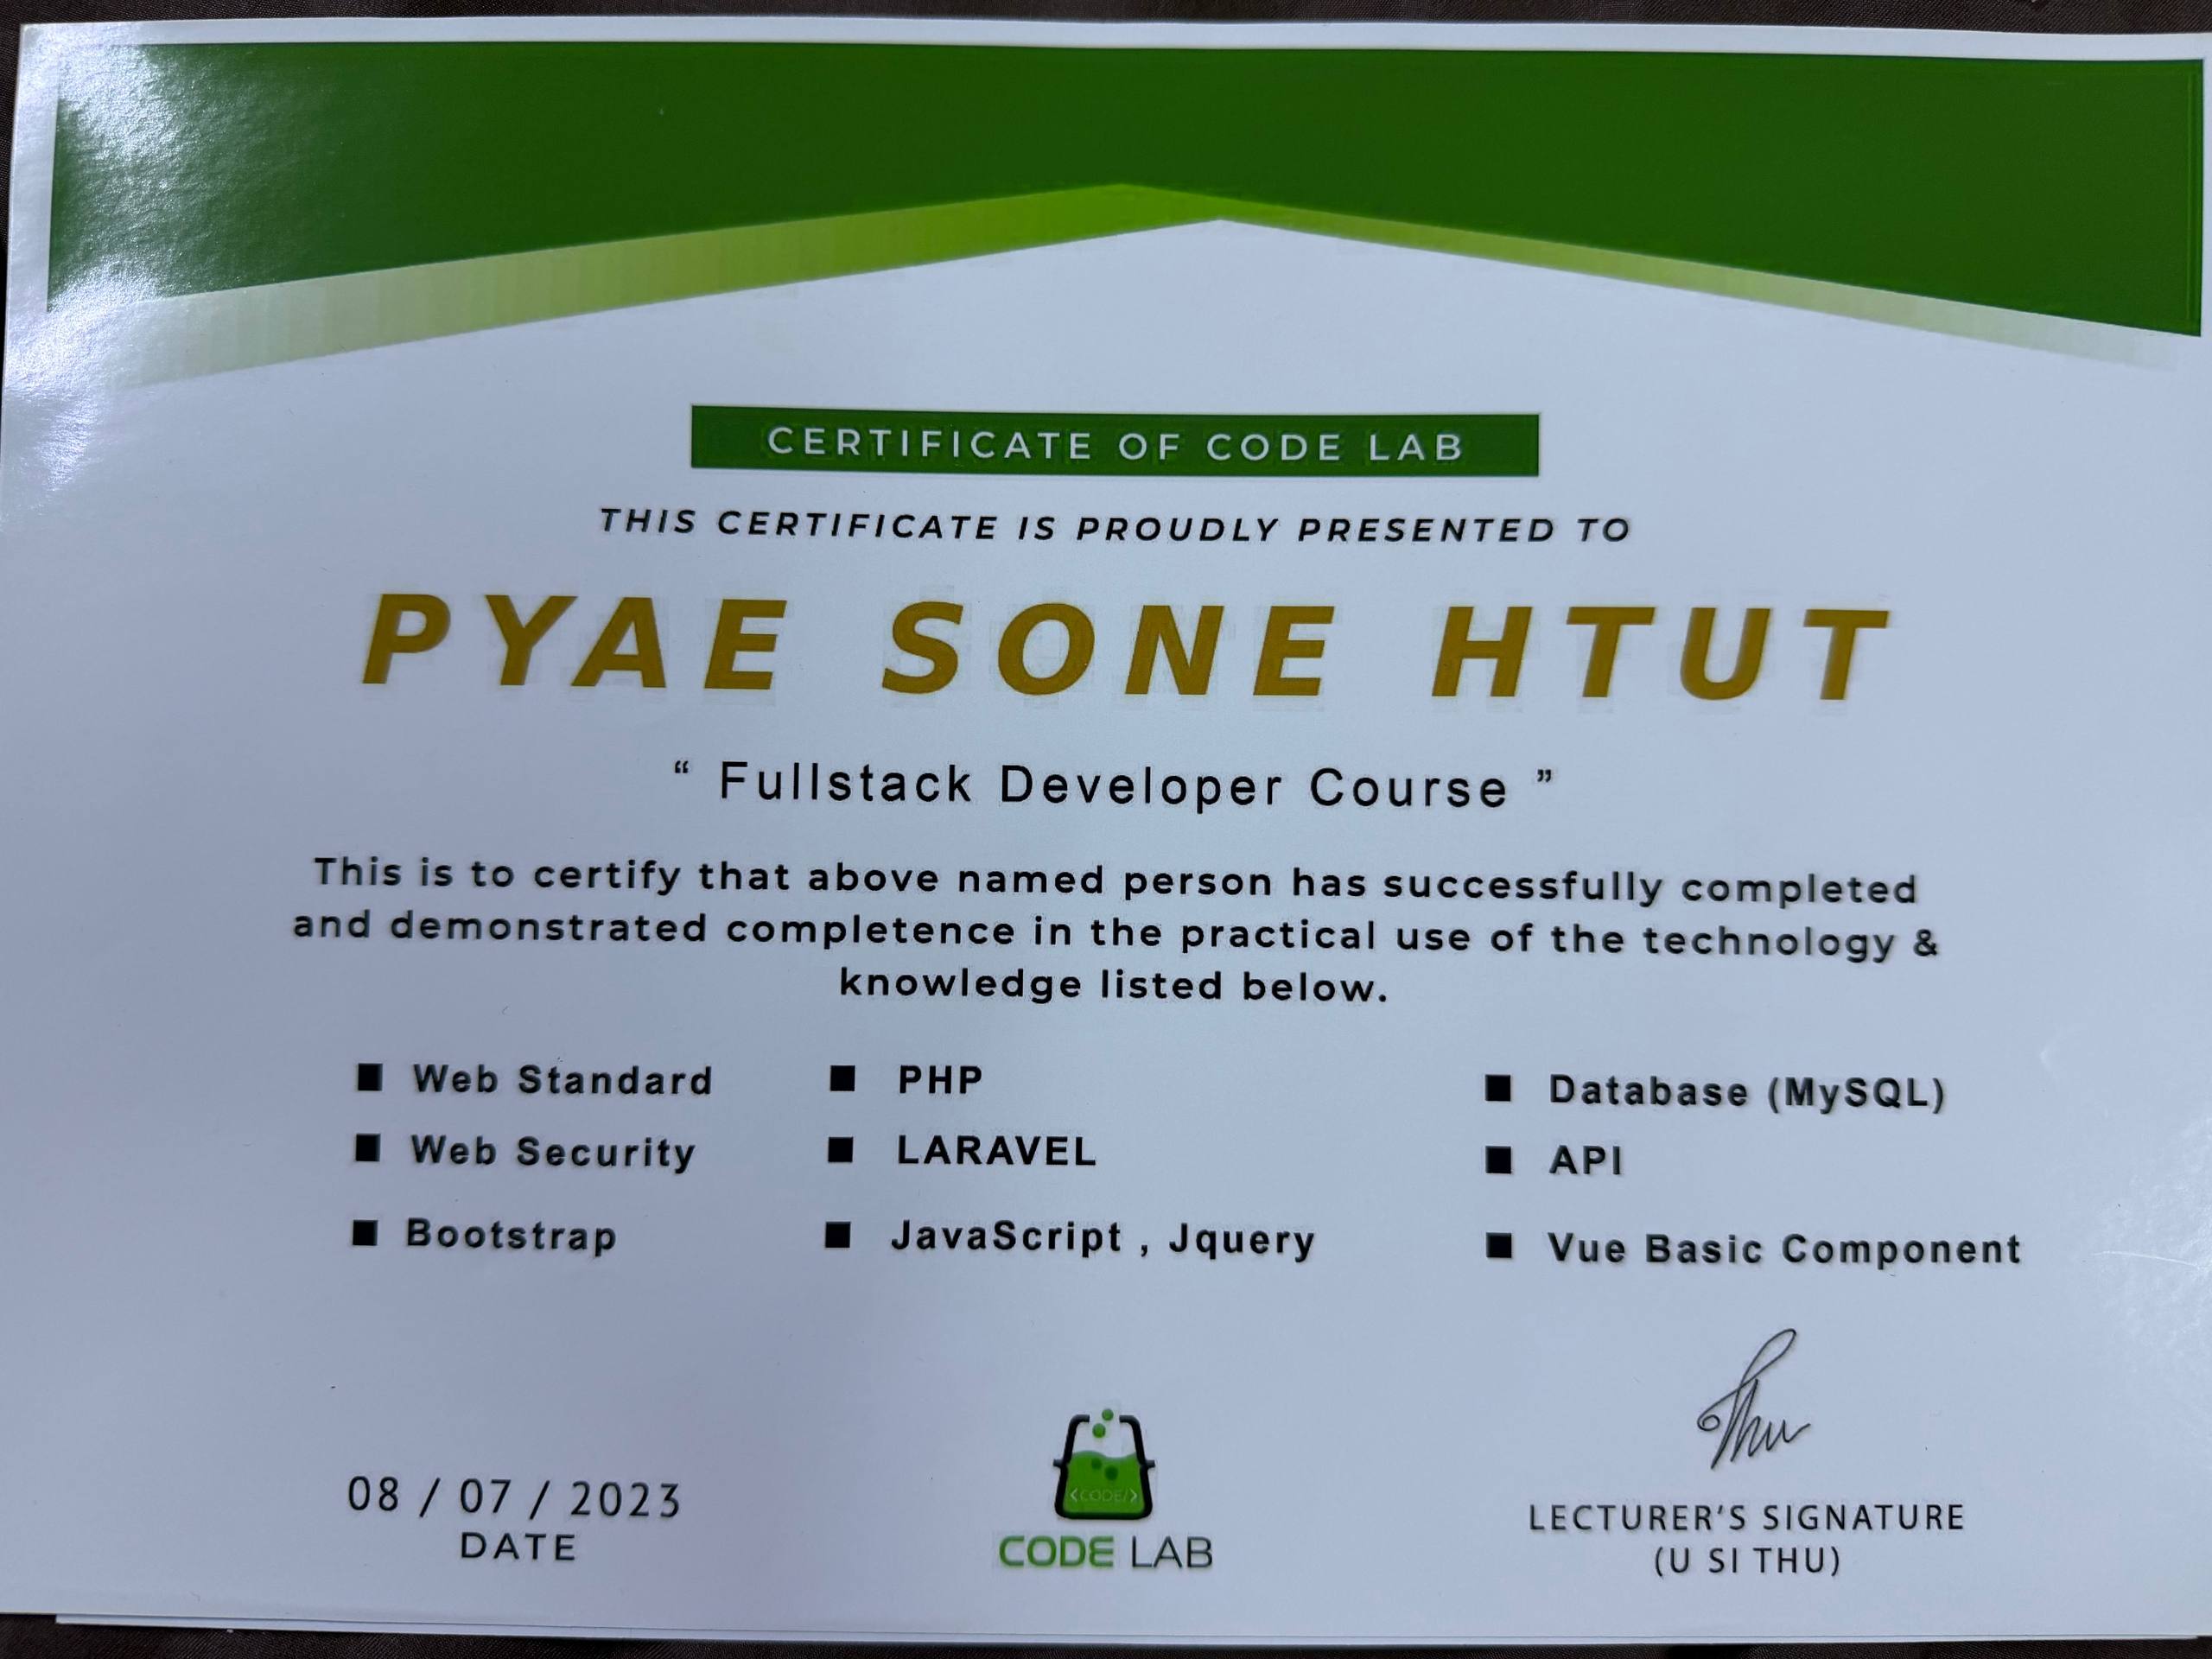 CERTIFICATE OF CODE LAB
THIS CERTIFICATE IS PROUDLY PRESENTED TO
PYAE SONE HTUT
“ Fullstack Developer Course ”
This is to certify that above named person has successfully completed
and demonstrated completence in the practical use of the technology &
knowledge listed below.
■ Web Standard
■ Web Security
■ Bootstrap
■ PHP
■ LARAVEL
■ JavaScript , Jquery
■ Database (MySQL)
■ API
■ Vue Basic Component
08 / 07 / 2023
DATE
<CODE/>
CODE LAB
Thu
LECTURER’S SIGNATURE
(U SI THU)